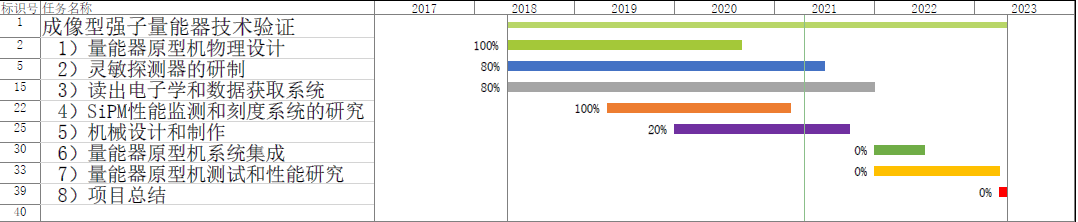 标识号 任务名称 2017 2018 2019 2020 2021 2022 2023
1 成像型强子量能器技术验证
2 1）量能器原型机物理设计 100%
5 2）灵敏探测器的研制 80%
15 3）读出电子学和数据获取系统 80%
22 4）SiPM性能监测和刻度系统的研究 100%
25 5）机械设计和制作 20%
30 6）量能器原型机系统集成 0%
33 7）量能器原型机测试和性能研究 0%
39 8）项目总结 0%
40